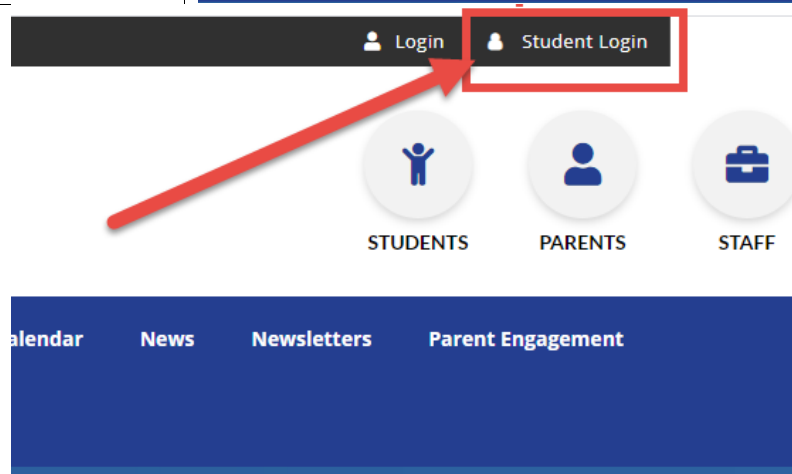 Login Student Login
STUDENTS PARENTS STAFF
alendar News Newsletters Parent Engagement